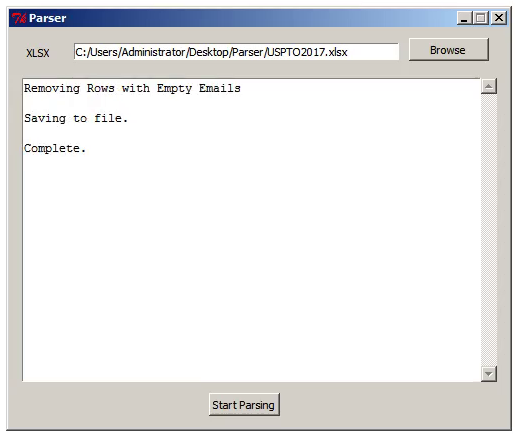 Parser
XLSX C:/Users/Administrator/Desktop/Parser/USPTO2017.xlsx Browse
Removing Rows with Empty Emails
Saving to file.
Complete.
Start Parsing